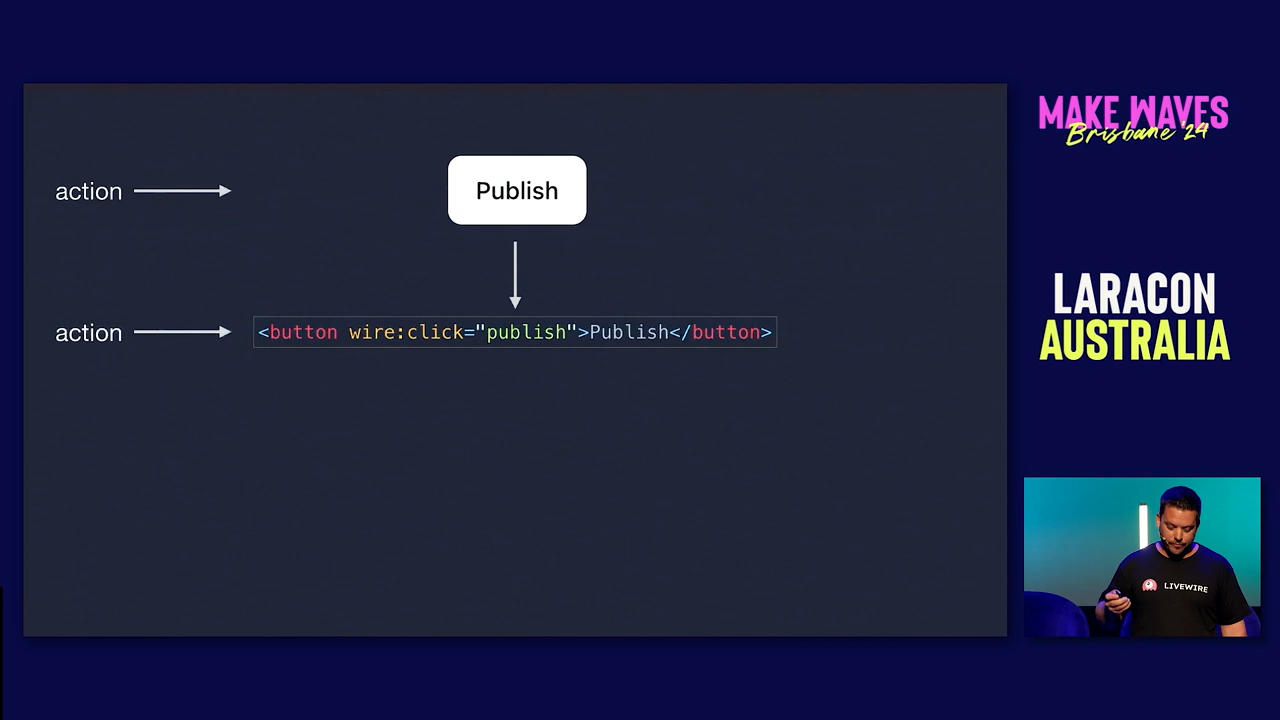 MAKE WAVES
Brisbane '24
action
Publish
action
<button wire:click="publish">Publish</button>
LARACON
AUSTRALIA
LIVEWIRE